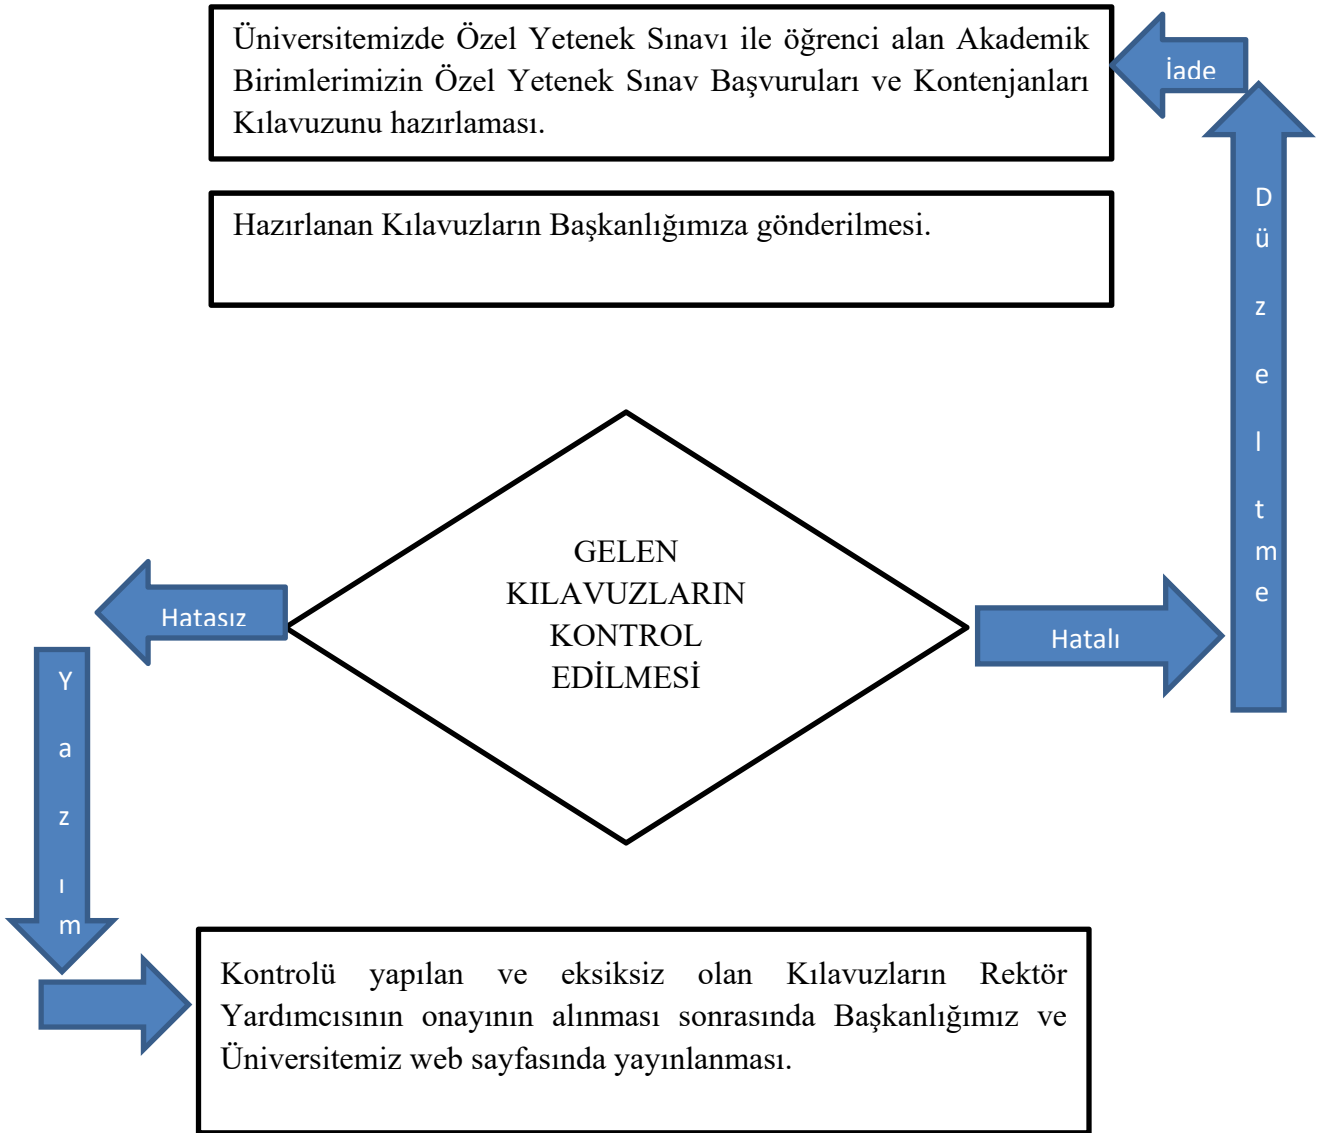 Üniversitemizde Özel Yetenek Sınavı ile öğrenci alan Akademik
Birimlerimizin Özel Yetenek Sınav Başvuruları ve Kontenjanları
Kılavuzunu hazırlaması.
İade
Hazırlanan Kılavuzların Başkanlığımıza gönderilmesi.
D
ü
z
e
l
t
m
e
GELEN
KILAVUZLARIN
KONTROL
EDİLMESİ
Hatasız
Hatalı
Y
a
z
ı
m
Kontrolü yapılan ve eksiksiz olan Kılavuzların Rektör
Yardımcısının onayının alınması sonrasında Başkanlığımız ve
Üniversitemiz web sayfasında yayınlanması.